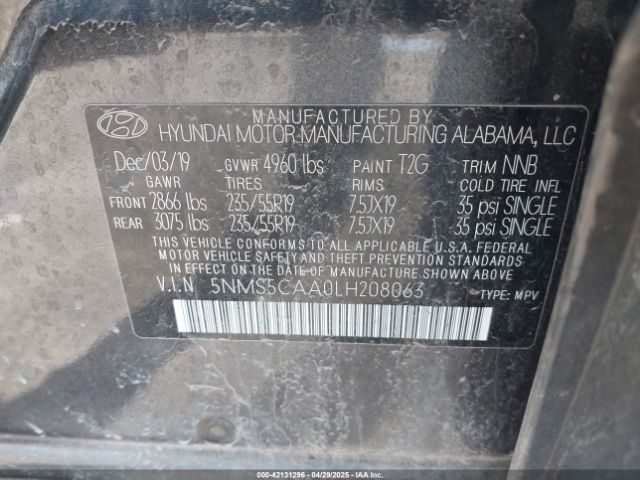 MANUFACTURED BY
HYUNDAI MOTOR MANUFACTURING ALABAMA, LLC
Dec/03/19 GVWR 4960 lbs PAINT T2G TRIM NNB
GAWR TIRES RIMS COLD TIRE INFL
FRONT 2866 lbs 235/55R19 7.5JX19 35 psi SINGLE
REAR 3075 lbs 235/55R19 7.5JX19 35 psi SINGLE
THIS VEHICLE CONFORMS TO ALL APPLICABLE U.S.A. FEDERAL
MOTOR VEHICLE SAFETY AND THEFT PREVENTION STANDARDS
IN EFFECT ON THE DATE OF MANUFACTURE SHOWN ABOVE.
V.I.N 5NMS5CAA0LH208063 TYPE: MPV
000-42131296 - 04/29/2025 - IAAI, Inc.